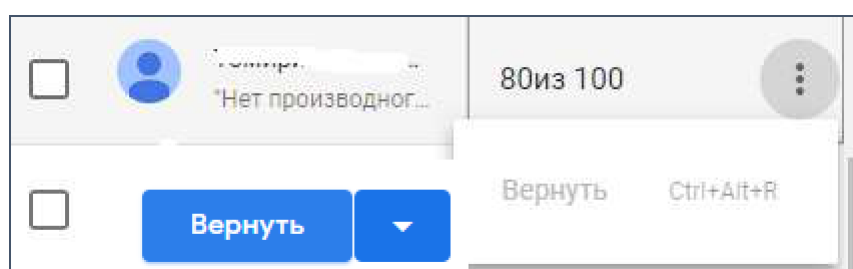 80из 100
"Нет производног...
Вернуть Ctrl+Alt+R
Вернуть